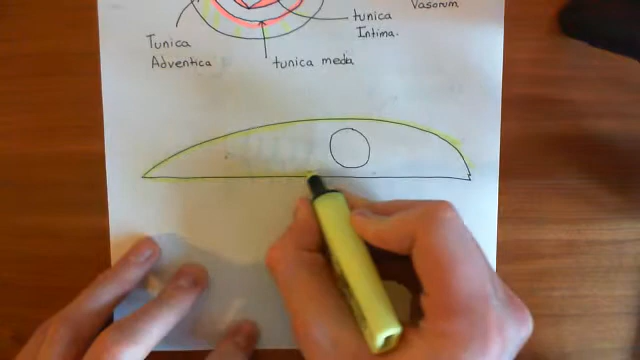 Vasorum
tunica
Intima.
Tunica
Adventica
tunica meda